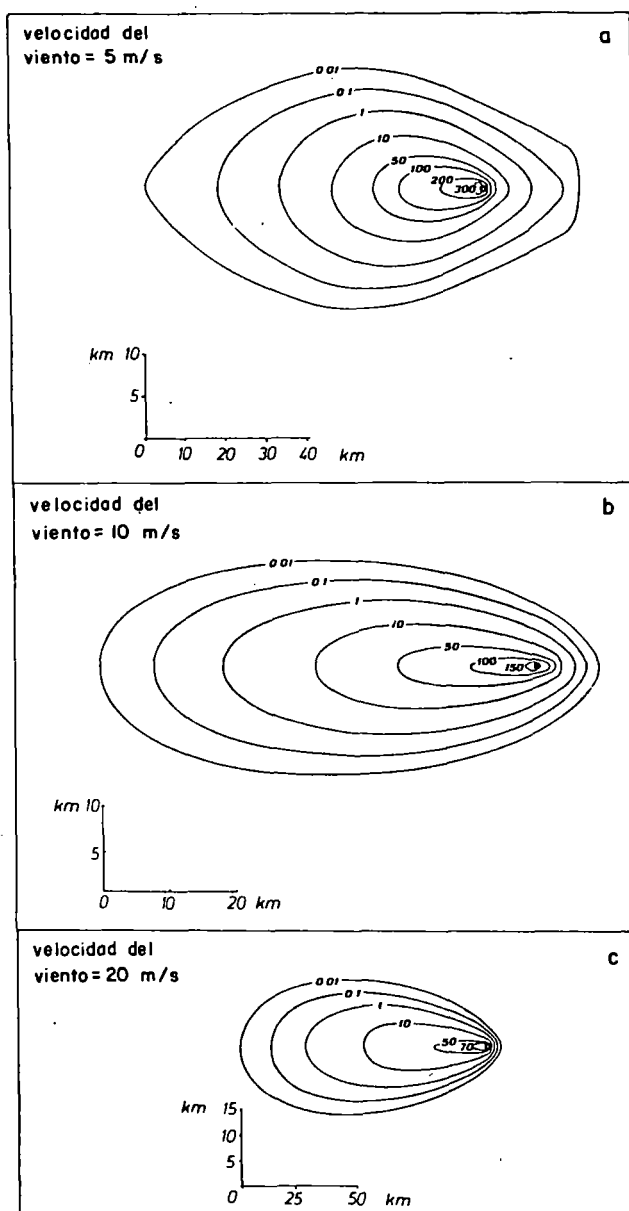 velocidad del
viento = 5 m/s
a
0.01
0.1
1
10
50
100
200
300
km 10
5
0 10 20 30 40 km
velocidad del
viento = 10 m/s
b
0.01
0.1
1
10
50
100
150
km 10
5
0 10 20 km
velocidad del
viento = 20 m/s
c
0.01
0.1
1
10
50
70
km 15
10
5
0 25 50 km